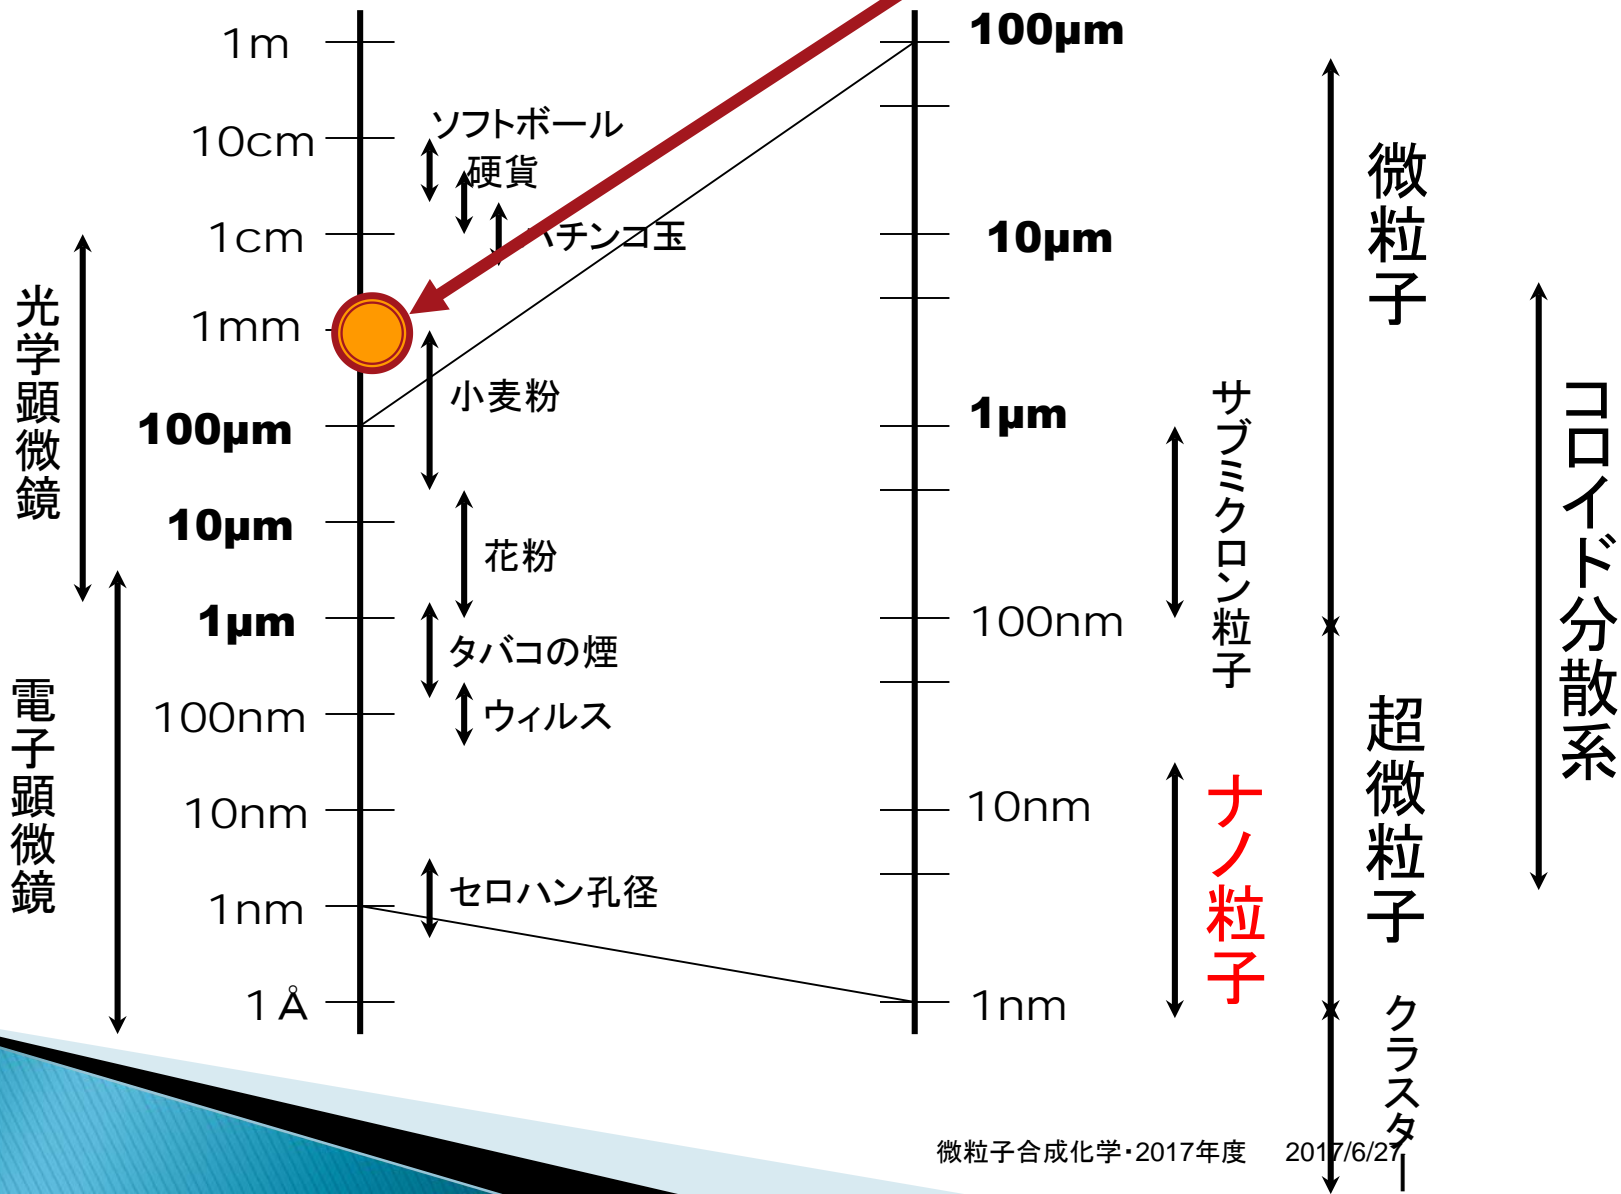 1m
10cm
1cm
1mm
100μm
10μm
1μm
100nm
10nm
1nm
1Å
光学顕微鏡
電子顕微鏡
ソフトボール
硬貨
パチンコ玉
小麦粉
花粉
タバコの煙
ウィルス
セロハン孔径
100μm
10μm
1μm
100nm
10nm
1nm
サブミクロン粒子
ナノ粒子
微粒子
超微粒子
クラスター
コロイド分散系
微粒子合成化学・2017年度 2017/6/27